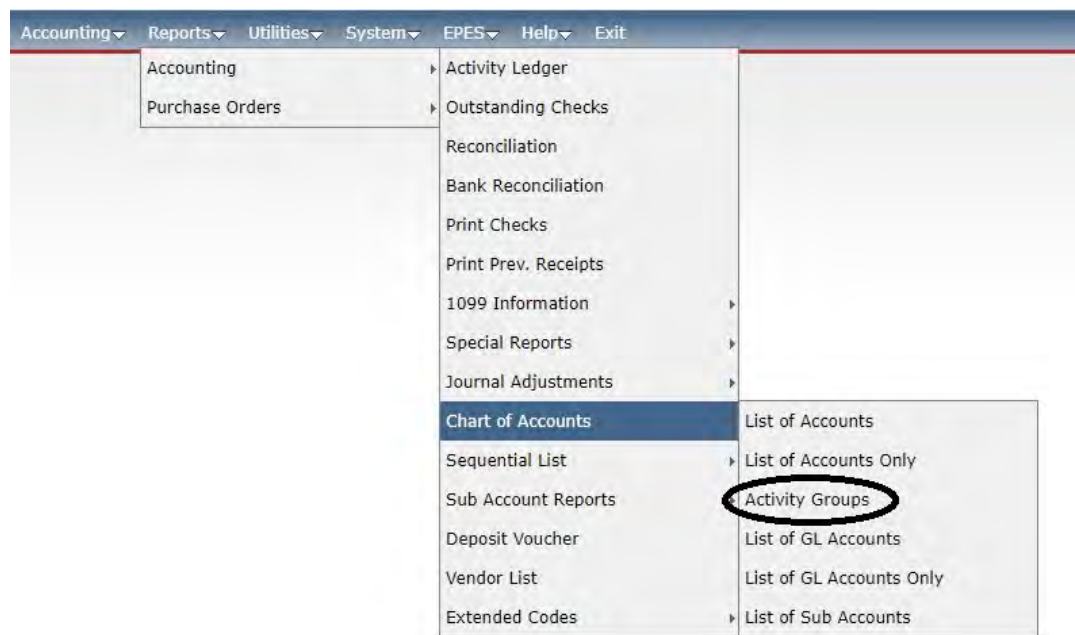 Accounting Reports Utilities System EPES Help Exit
Accounting
Purchase Orders
Activity Ledger
Outstanding Checks
Reconciliation
Bank Reconciliation
Print Checks
Print Prev. Receipts
1099 Information
Special Reports
Journal Adjustments
Chart of Accounts
Sequential List
Sub Account Reports
Deposit Voucher
Vendor List
Extended Codes
List of Accounts
List of Accounts Only
Activity Groups
List of GL Accounts
List of GL Accounts Only
List of Sub Accounts